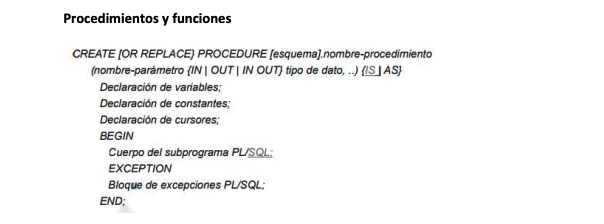 Procedimientos y funciones
CREATE [OR REPLACE} PROCEDURE [esquema].nombre-procedimiento
(nombre-parámetro {IN | OUT | IN OUT} tipo de dato, ..) {IS | AS}
Declaración de variables;
Declaración de constantes;
Declaración de cursores;
BEGIN
Cuerpo del subprograma PL/SQL;
EXCEPTION
Bloque de excepciones PL/SQL;
END;